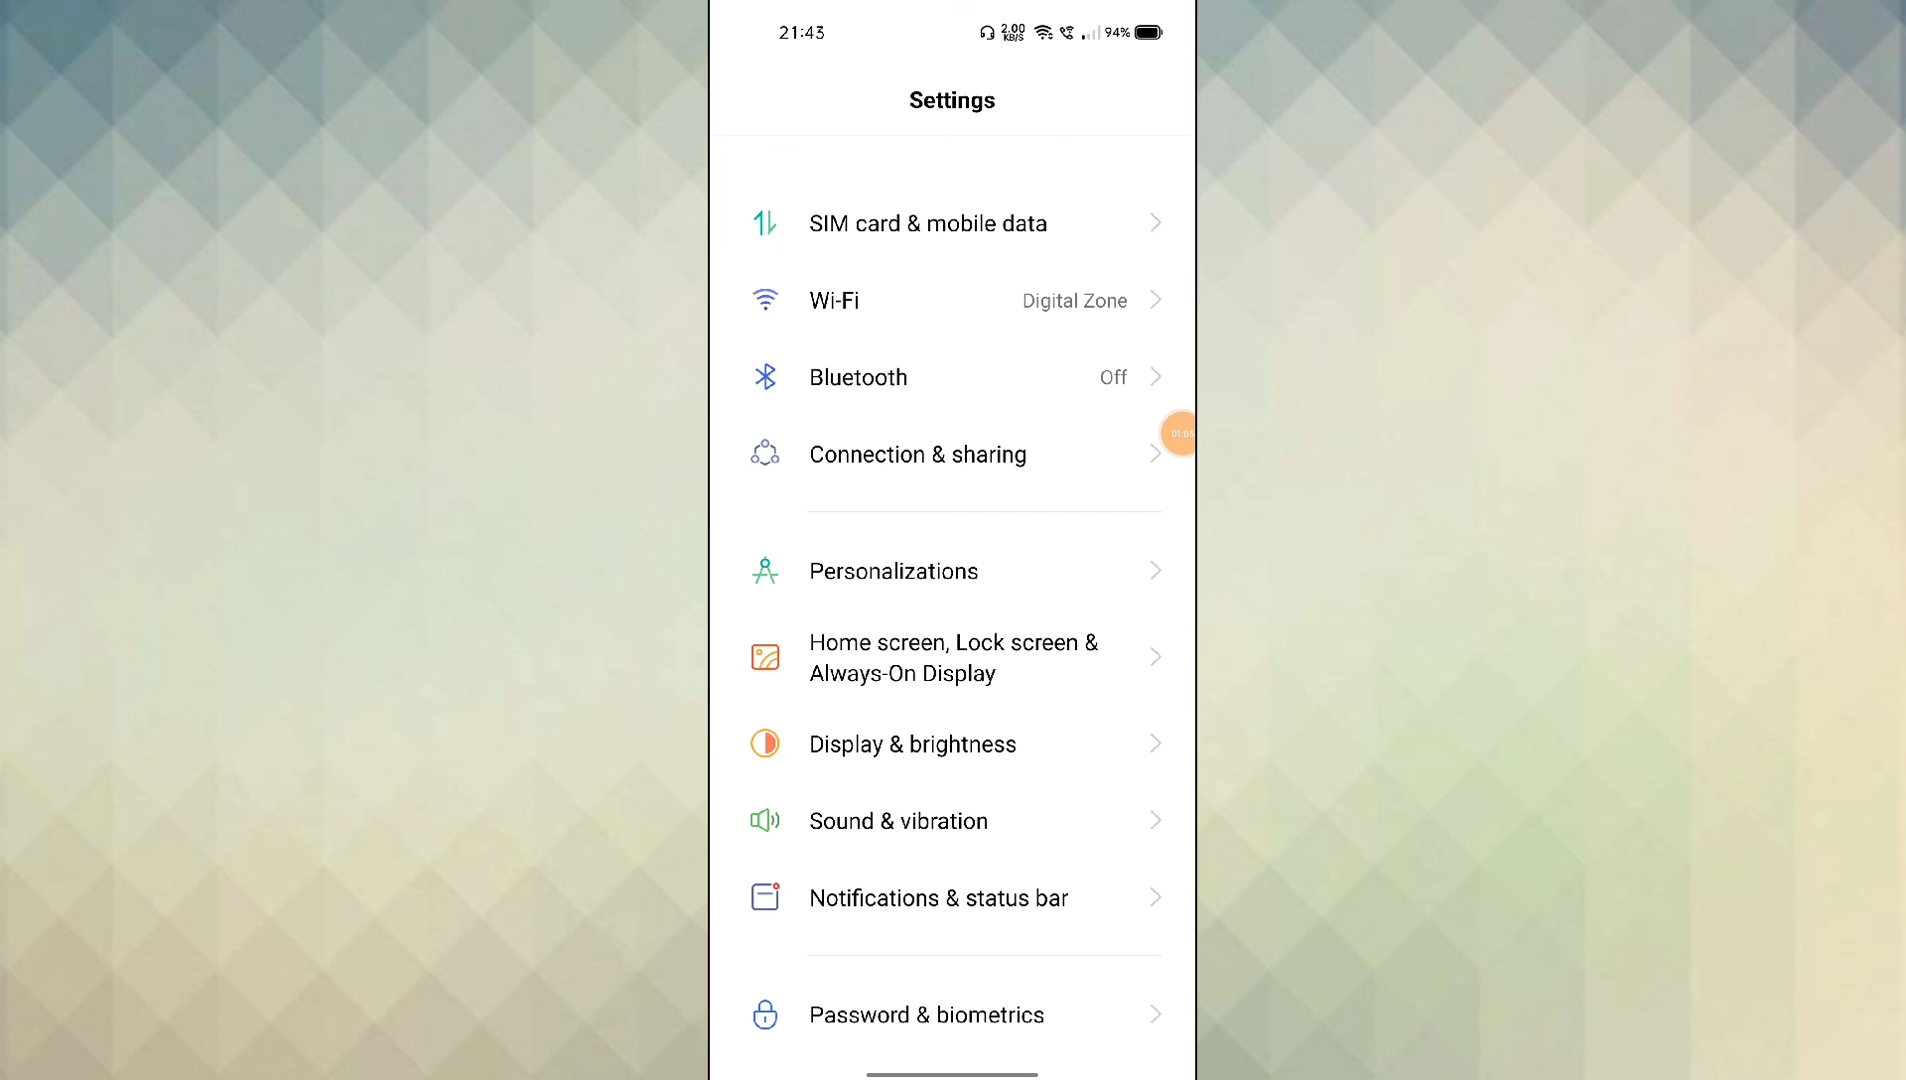 21:43
2.00
KB/S
94%
Settings
SIM card & mobile data
Wi-Fi
Digital Zone
Bluetooth
Off
Connection & sharing
Personalizations
Home screen, Lock screen &
Always-On Display
Display & brightness
Sound & vibration
Notifications & status bar
Password & biometrics